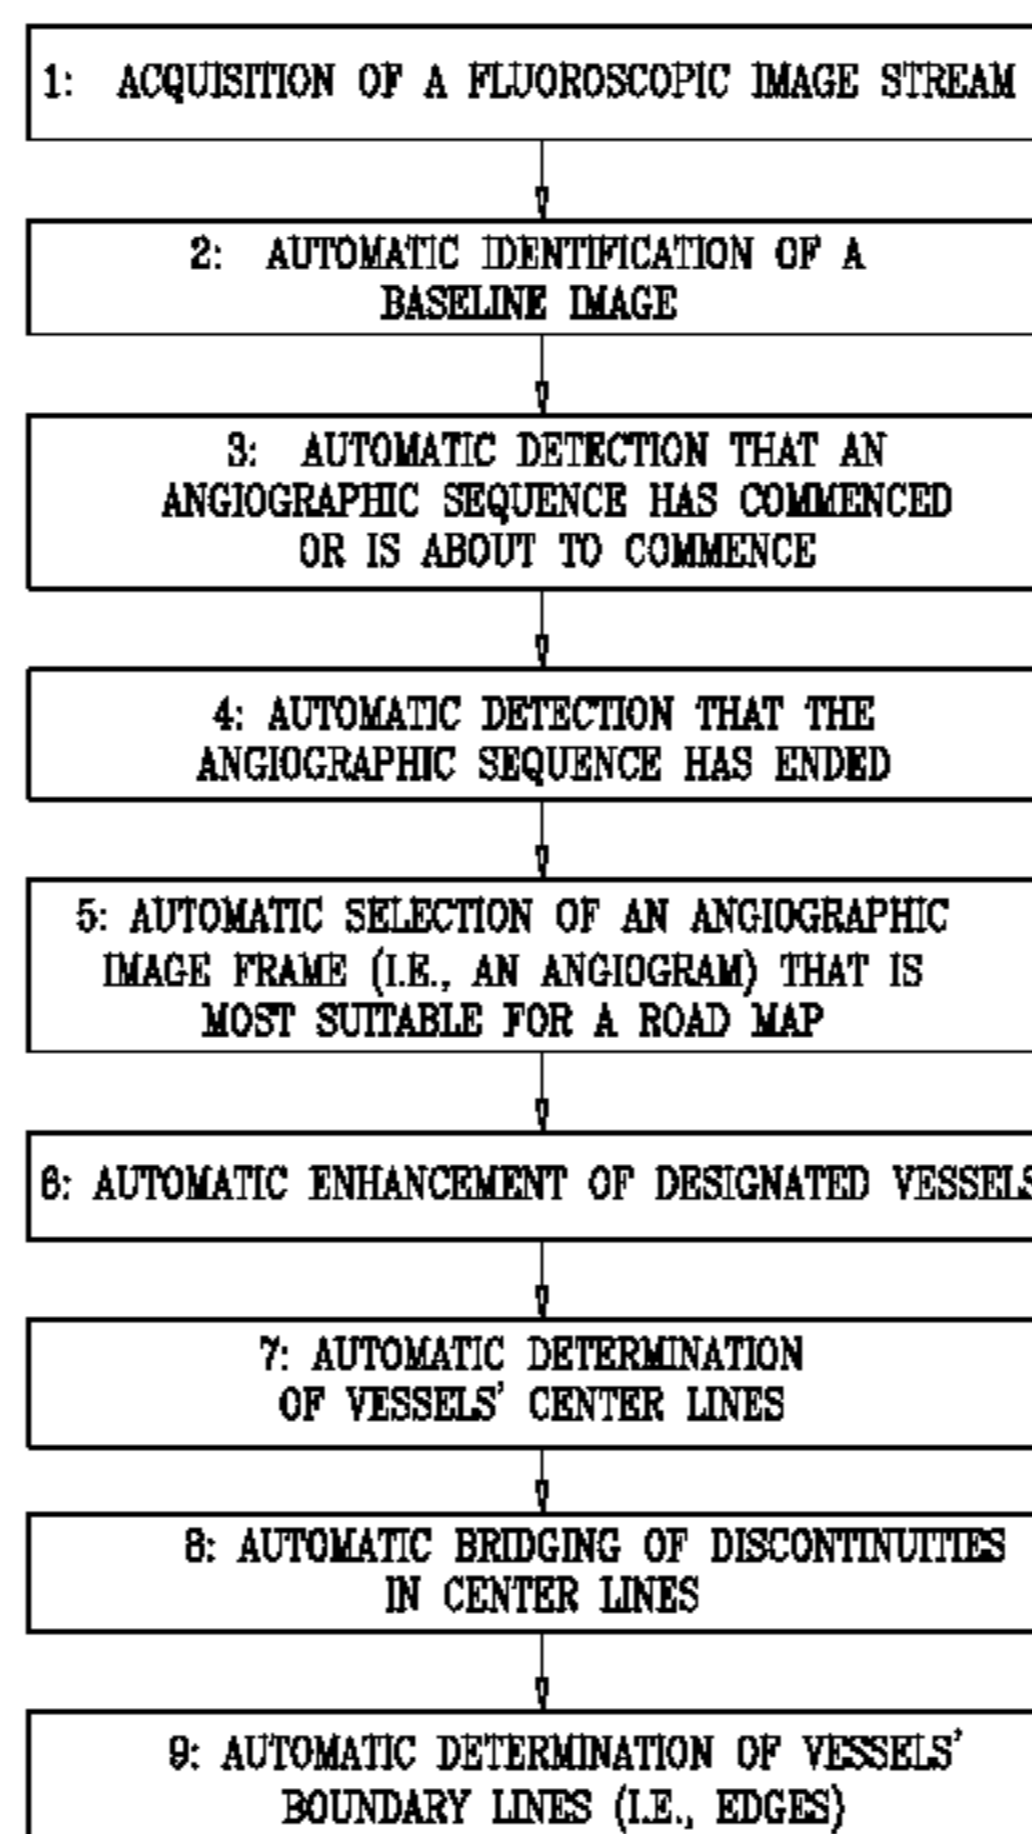 1: ACQUISITION OF A FLUOROSCOPIC IMAGE STREAM
2: AUTOMATIC IDENTIFICATION OF A
BASELINE IMAGE
3: AUTOMATIC DETECTION THAT AN
ANGIOGRAPHIC SEQUENCE HAS COMMENCED
OR IS ABOUT TO COMMENCE
4: AUTOMATIC DETECTION THAT THE
ANGIOGRAPHIC SEQUENCE HAS ENDED
5: AUTOMATIC SELECTION OF AN ANGIOGRAPHIC
IMAGE FRAME (I.E., AN ANGIOGRAM) THAT IS
MOST SUITABLE FOR A ROAD MAP
6: AUTOMATIC ENHANCEMENT OF DESIGNATED VESSELS
7: AUTOMATIC DETERMINATION
OF VESSELS' CENTER LINES
8: AUTOMATIC BRIDGING OF DISCONTINUITIES
IN CENTER LINES
9: AUTOMATIC DETERMINATION OF VESSELS'
BOUNDARY LINES (I.E., EDGES)